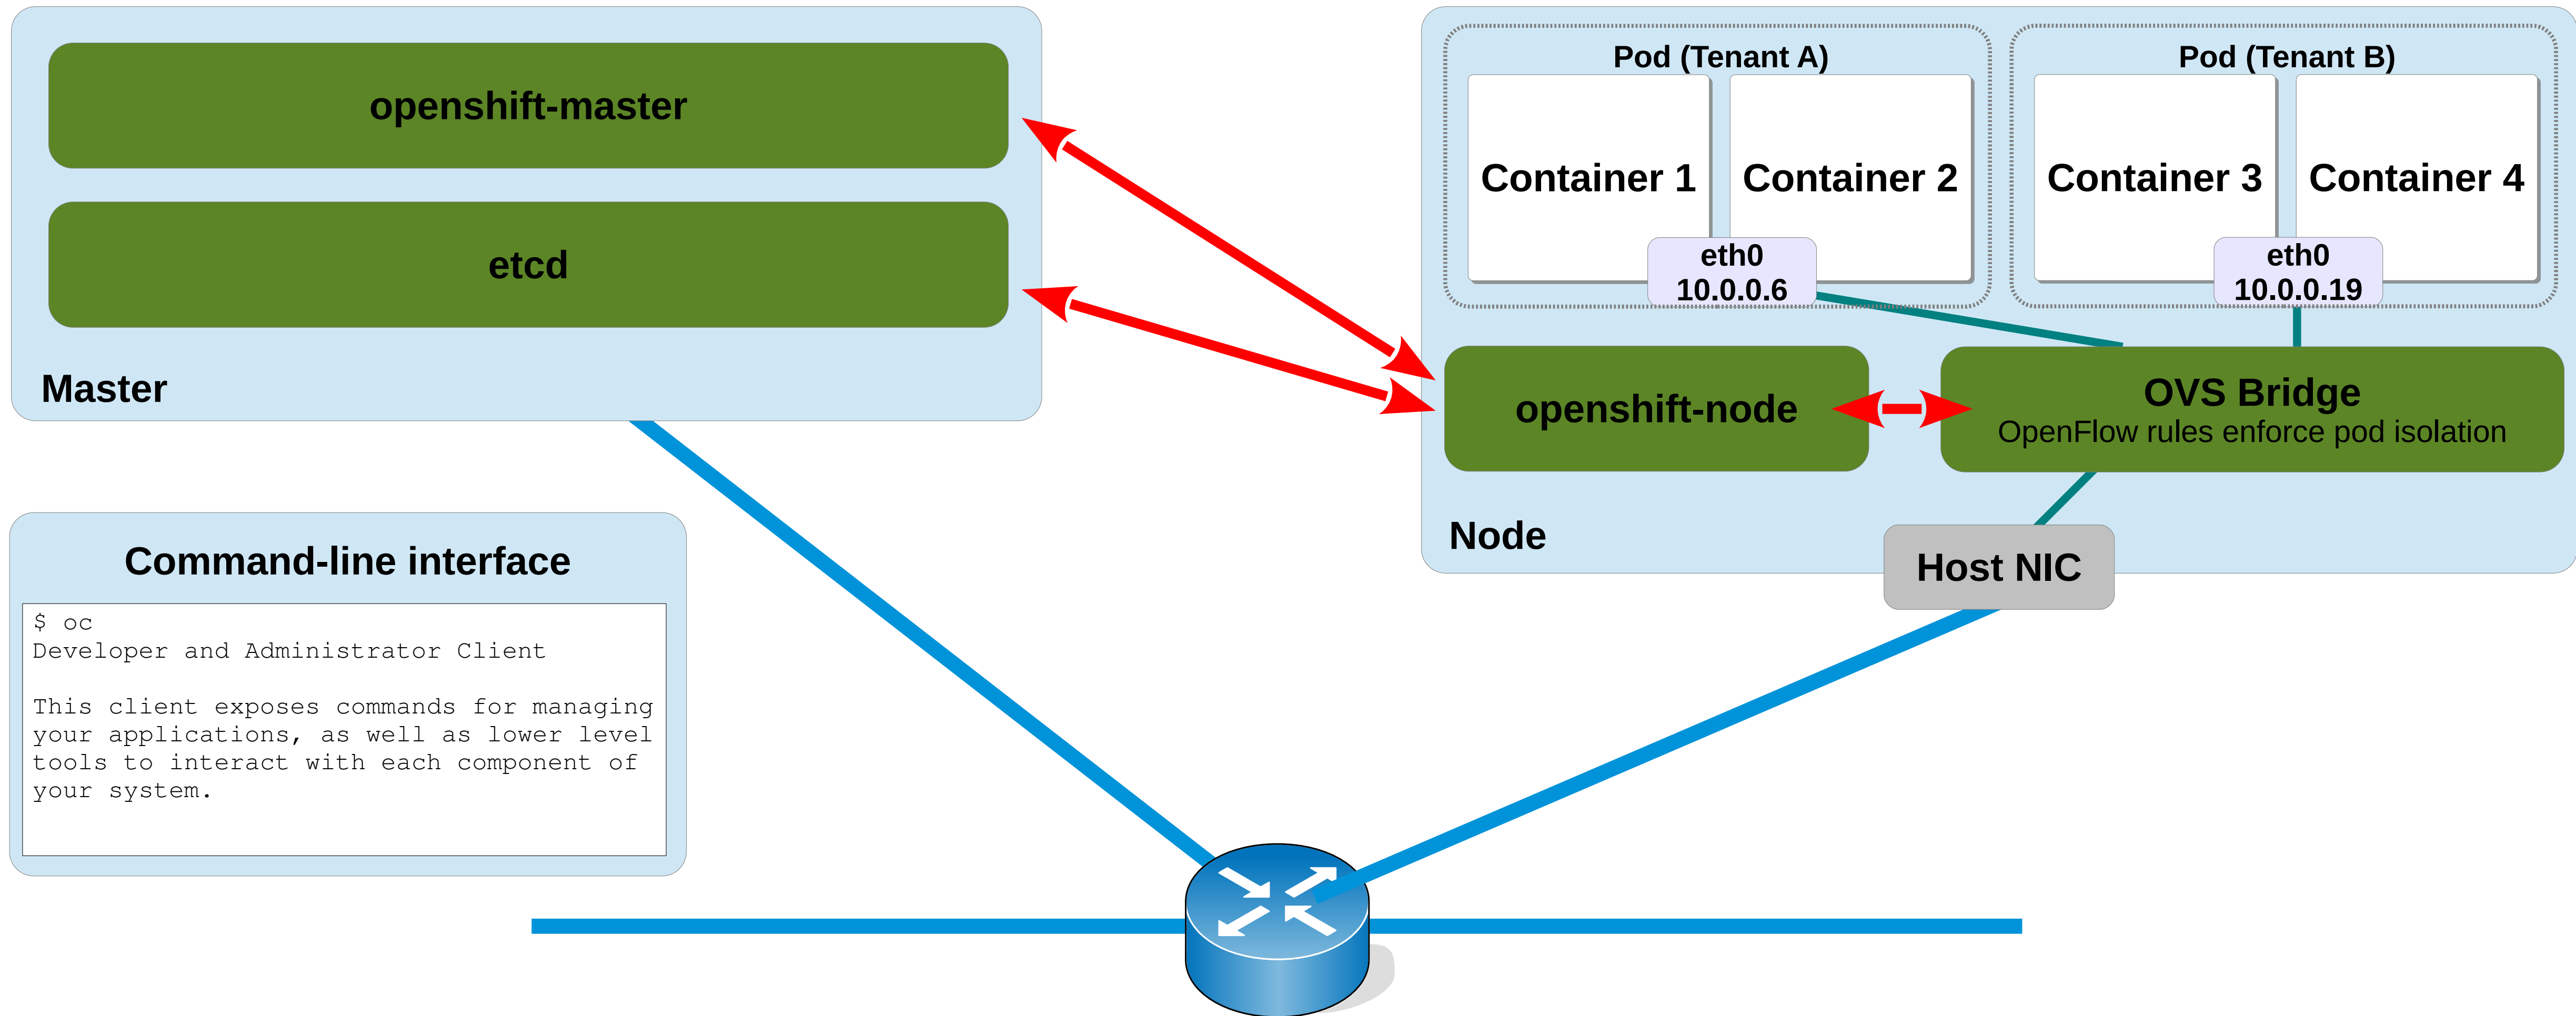 openshift-master
etcd
Master
Pod (Tenant A)
Container 1
Container 2
eth0
10.0.0.6
Pod (Tenant B)
Container 3
Container 4
eth0
10.0.0.19
openshift-node
OVS Bridge
OpenFlow rules enforce pod isolation
Node
Host NIC
Command-line interface
$ oc
Developer and Administrator Client
This client exposes commands for managing
your applications, as well as lower level
tools to interact with each component of
your system.